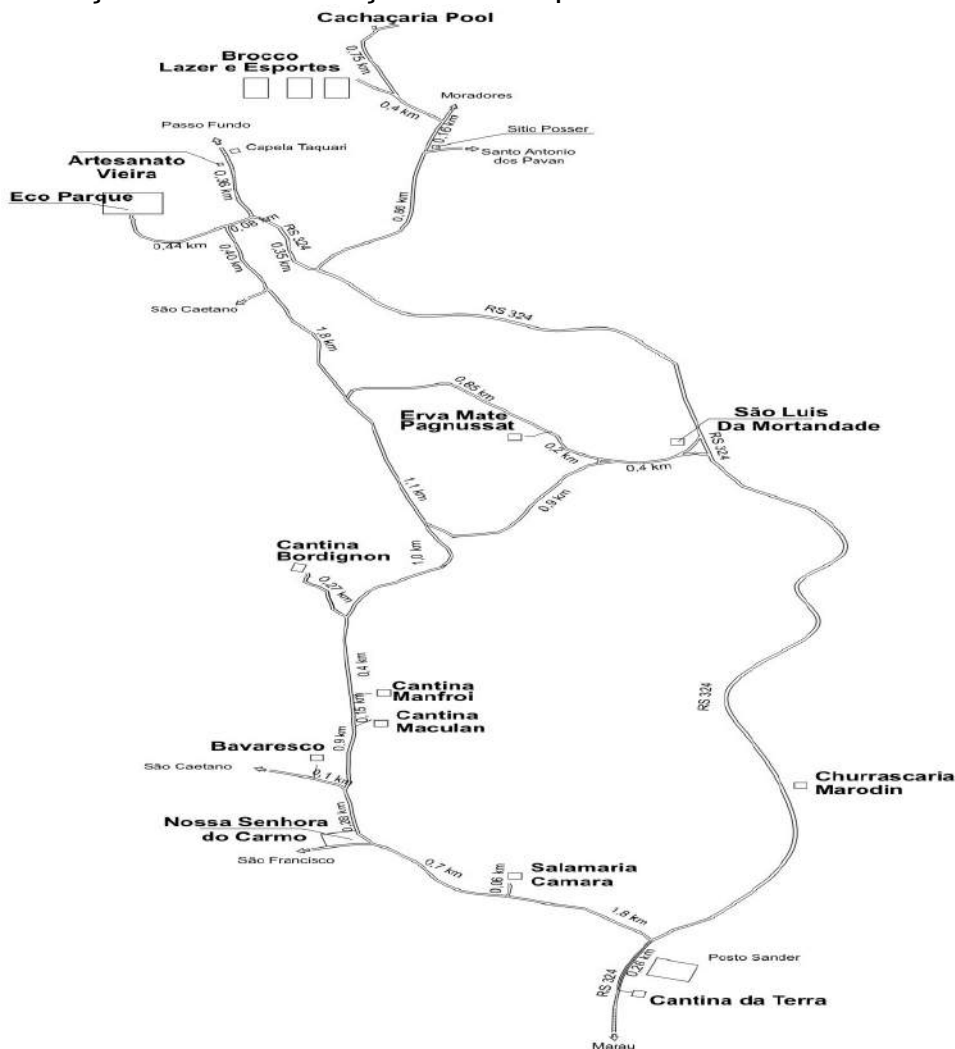 Cachaçaria Pool
0,75 km
Brocco
Lazer e Esportes
0,4 km
Moradores
0,16 km
Sitic Posser
Santo Antonio
dos Pavan
Passo Fundo
Capela Taquari
Artesanato
Vieira
0,36 km
Eco Parque
0,08 km
RS 324
0,86 km
0,44 km
0,40
0,35 km
São Caetano
RS 324
1,8 km
0,85 km
Erva Mate
Pagnussat
São Luis
Da Mortandade
RS 324
0,2 km
0,4 km
1,1 km
0,9 km
Cantina
Bordignon
1,0 km
0,27 km
0,4 km
Cantina
Manfroi
0,15 km
Cantina
Maculan
RS 324
0,9 km
Bavaresco
São Caetano
0,1 km
Churrascaria
Marodin
Nossa Senhora
do Carmo
0,28 km
São Francisco
0,7 km
0,06 km
Salamaria
Camara
1,8 km
Posto Sander
0,28 km
RS 324
Cantina da Terra
Marau